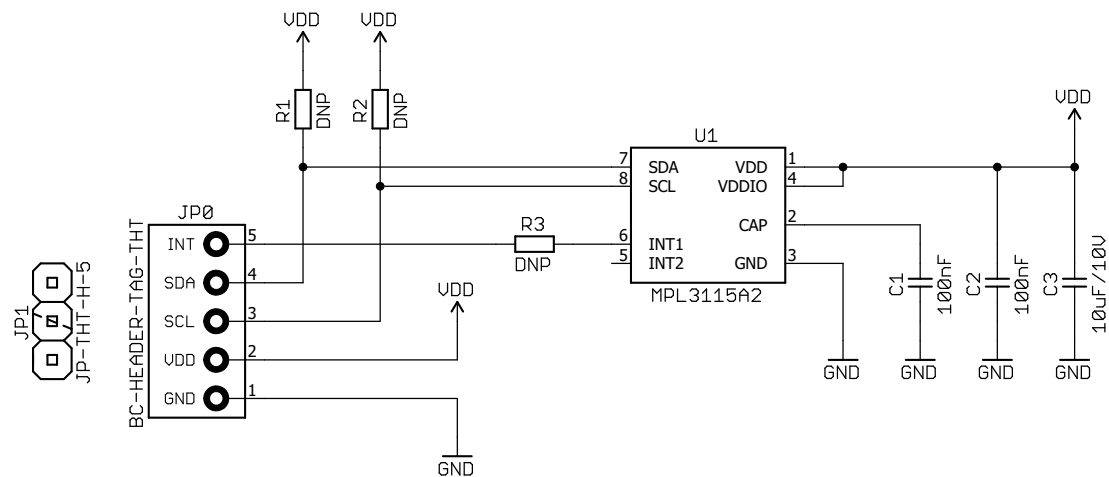 VDD
VDD
R1
DNP
R2
DNP
VDD
U1
7
SDA
VDD
1
8
SCL
VDDIO
4
CAP
2
6
INT1
GND
3
5
INT2
MPL3115A2
R3
DNP
JP0
BC-HEADER-TAG-THT
INT
5
SDA
4
SCL
3
VDD
2
GND
1
JP1
JP-THT-H-5
VDD
GND
C1
100nF
C2
100nF
C3
10uF/10V
GND
GND
GND
GND